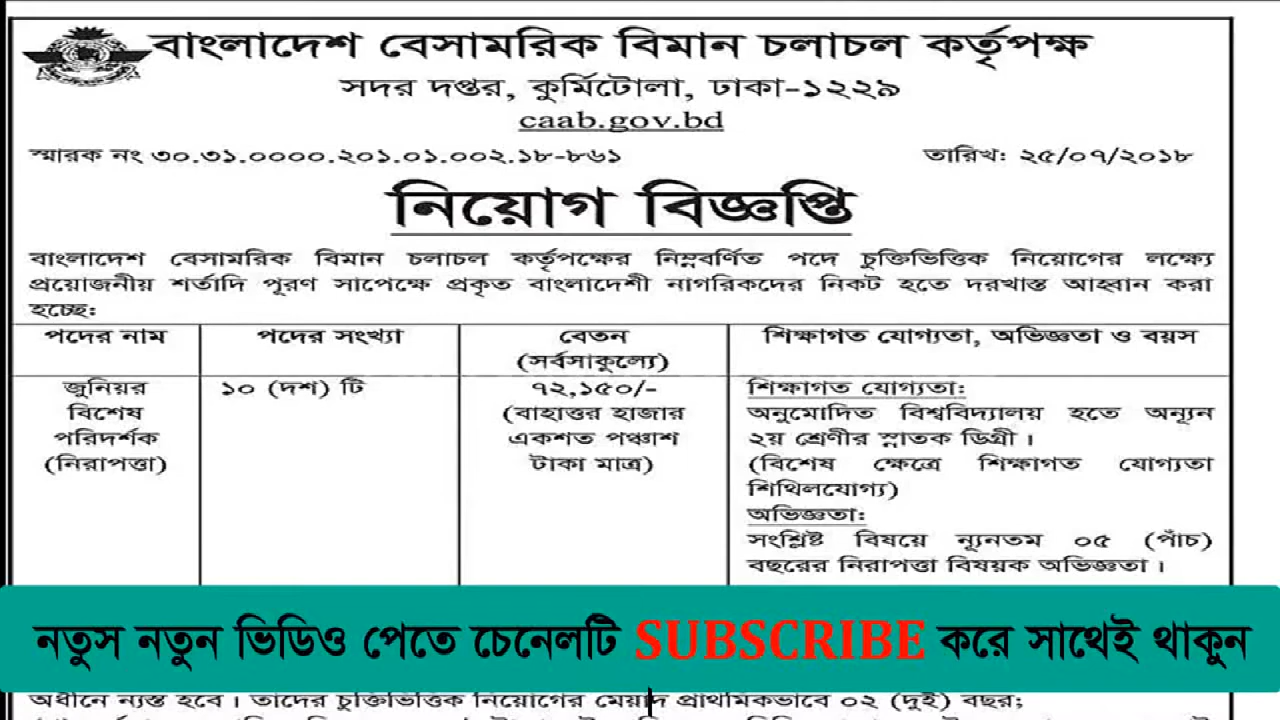 বাংলাদেশ বেসামরিক বিমান চলাচল কর্তৃপক্ষ
সদর দপ্তর, কুর্মিটোলা, ঢাকা-১২২৯
caab.gov.bd
স্মারক নং ৩০.৩১.০০০০.২০১.০১.০০২.১৮-৮৬১ তারিখ: ২৫/০৭/২০১৮
নিয়োগ বিজ্ঞপ্তি
বাংলাদেশ বেসামরিক বিমান চলাচল কর্তৃপক্ষের নিম্নবর্ণিত পদে চুক্তিভিত্তিক নিয়োগের লক্ষ্যে
প্রয়োজনীয় শর্তাদি পূরণ সাপেক্ষে প্রকৃত বাংলাদেশী নাগরিকদের নিকট হতে দরখাস্ত আহ্বান করা
হচ্ছে:
পদের নাম
পদের সংখ্যা
বেতন
(সর্বসাকুল্যে)
শিক্ষাগত যোগ্যতা, অভিজ্ঞতা ও বয়স
জুনিয়র
বিশেষ
পরিদর্শক
(নিরাপত্তা)
১০ (দশ) টি
৭২,১৫০/-
(বাহাত্তর হাজার
একশত পঞ্চাশ
টাকা মাত্র)
শিক্ষাগত যোগ্যতা:
অনুমোদিত বিশ্ববিদ্যালয় হতে অন্যূন
২য় শ্রেণীর স্নাতক ডিগ্রী।
(বিশেষ ক্ষেত্রে শিক্ষাগত যোগ্যতা
শিথিলযোগ্য)
অভিজ্ঞতা:
সংশ্লিষ্ট বিষয়ে ন্যূনতম ০৫ (পাঁচ)
বছরের নিরাপত্তা বিষয়ক অভিজ্ঞতা।
নতুস নতুন ভিডিও পেতে চেনেলটি SUBSCRIBE করে সাথেই থাকুন
অধীনে ন্যস্ত হবে। তাদের চুক্তিভিত্তিক নিয়োগের মেয়াদ প্রাথমিকভাবে ০২ (দুই) বছর;